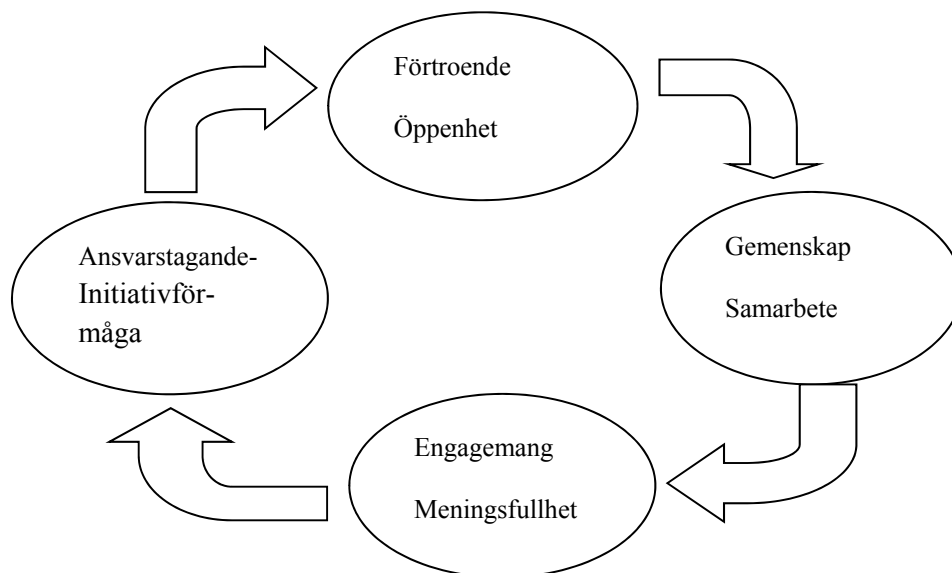 Förtroende
Öppenhet
Gemenskap
Samarbete
Engagemang
Meningsfullhet
Ansvarstagande-
Initiativför-
måga